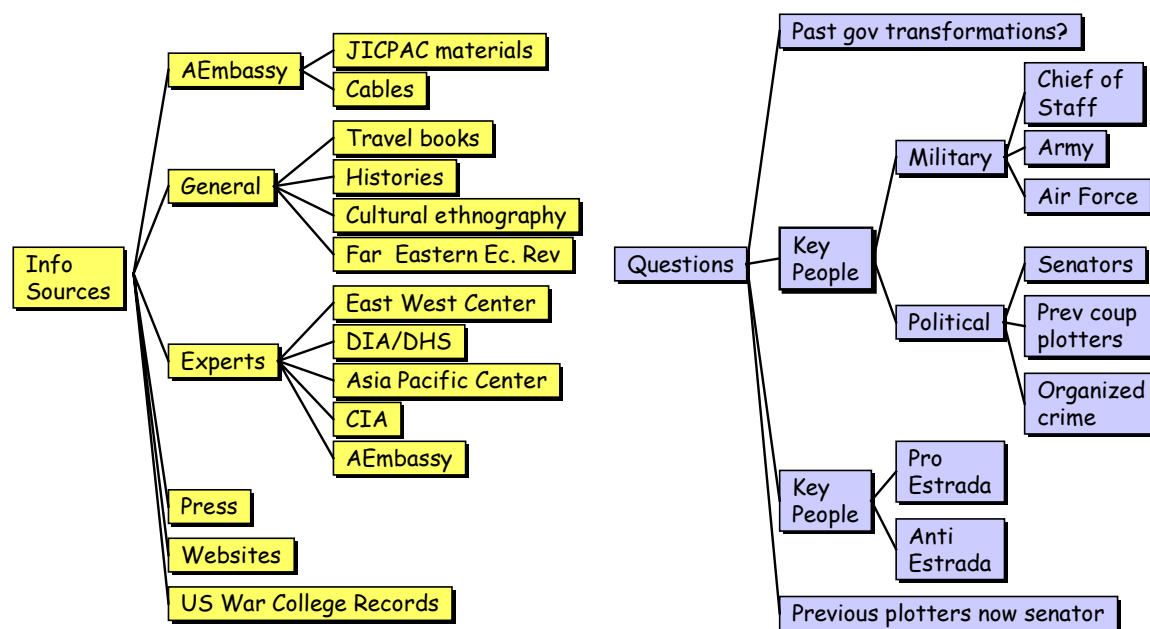 Info
Sources
AEmbassy
JICPAC materials
Cables
General
Travel books
Histories
Cultural ethnography
Far Eastern Ec. Rev
Experts
East West Center
DIA/DHS
Asia Pacific Center
CIA
AEmbassy
Press
Websites
US War College Records
Questions
Past gov transformations?
Key
People
Military
Chief of
Staff
Army
Air Force
Political
Senators
Prev coup
plotters
Organized
crime
Key
People
Pro
Estrada
Anti
Estrada
Previous plotters now senator